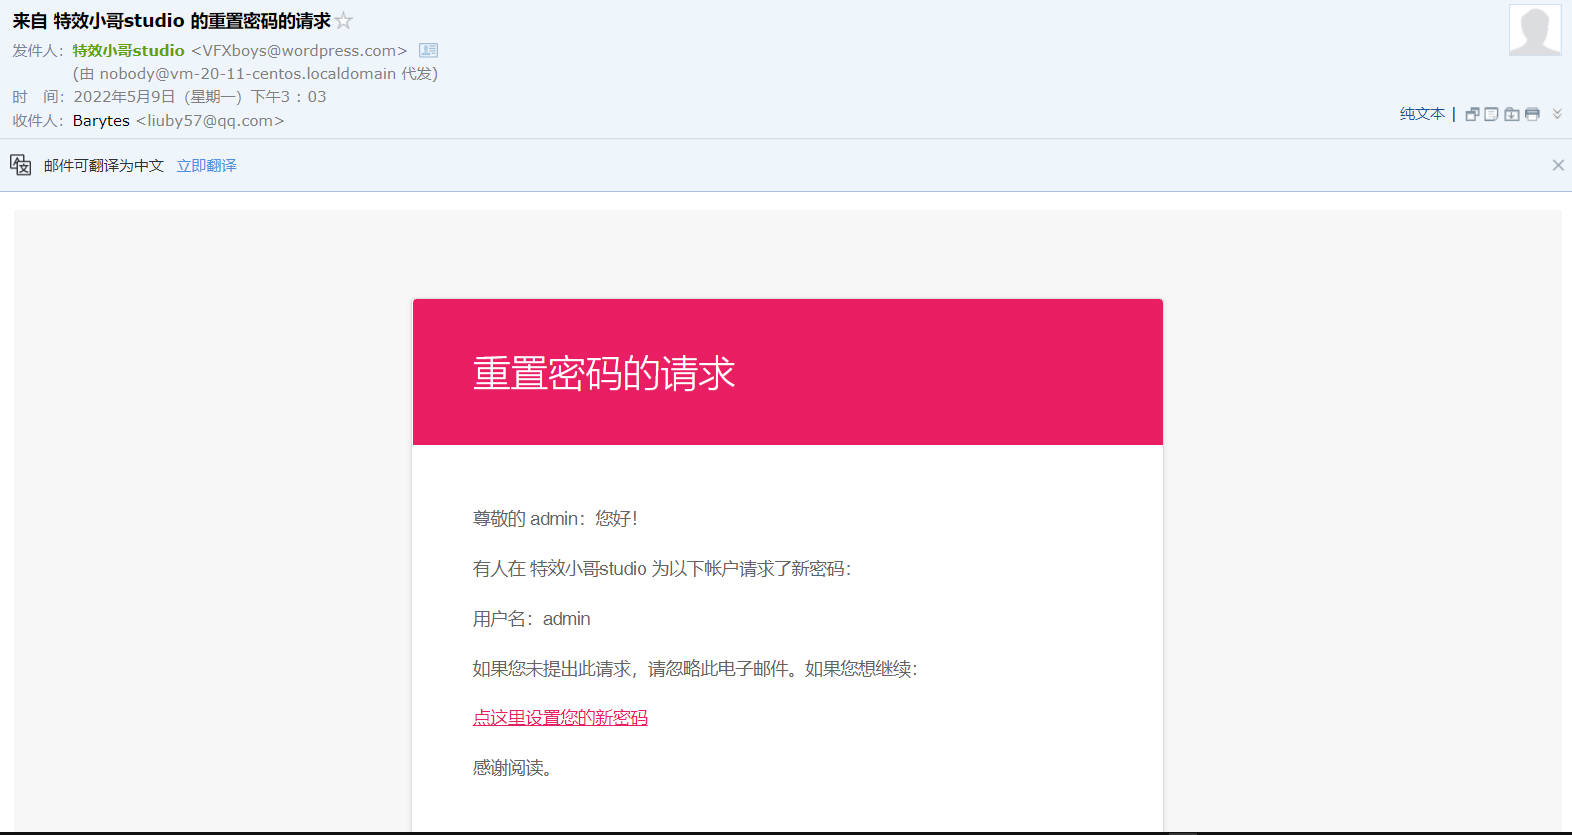 来自 特效小哥studio 的重置密码的请求
发件人：特效小哥studio <VFXboys@wordpress.com>
(由 nobody@vm-20-11-centos.localdomain 代发)
时 间：2022年5月9日（星期一）下午3：03
收件人：Barytes <liuby57@qq.com>
纯文本 |
邮件可翻译为中文 立即翻译
重置密码的请求
尊敬的 admin：您好！
有人在 特效小哥studio 为以下帐户请求了新密码：
用户名：admin
如果您未提出此请求，请忽略此电子邮件。如果您想继续：
点这里设置您的新密码
感谢阅读。